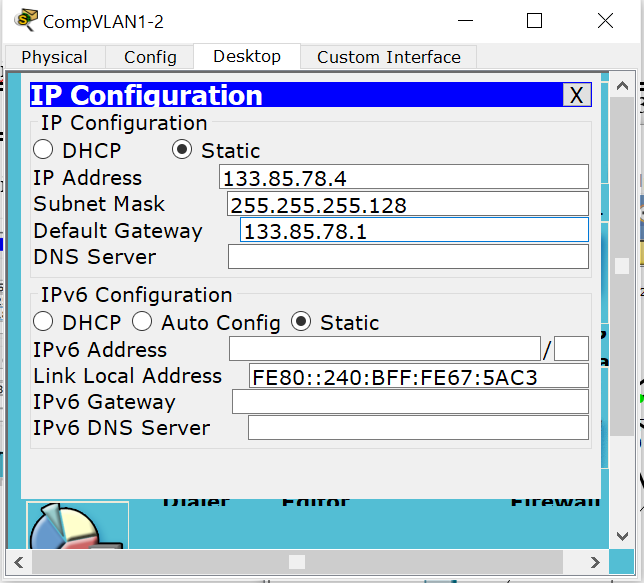 CompVLAN1-2
Physical Config Desktop Custom Interface
IP Configuration X
IP Configuration
DHCP Static
IP Address 133.85.78.4
Subnet Mask 255.255.255.128
Default Gateway 133.85.78.1
DNS Server
IPv6 Configuration
DHCP Auto Config Static
IPv6 Address /
Link Local Address FE80::240:BFF:FE67:5AC3
IPv6 Gateway
IPv6 DNS Server
Dialer Editor Firewall